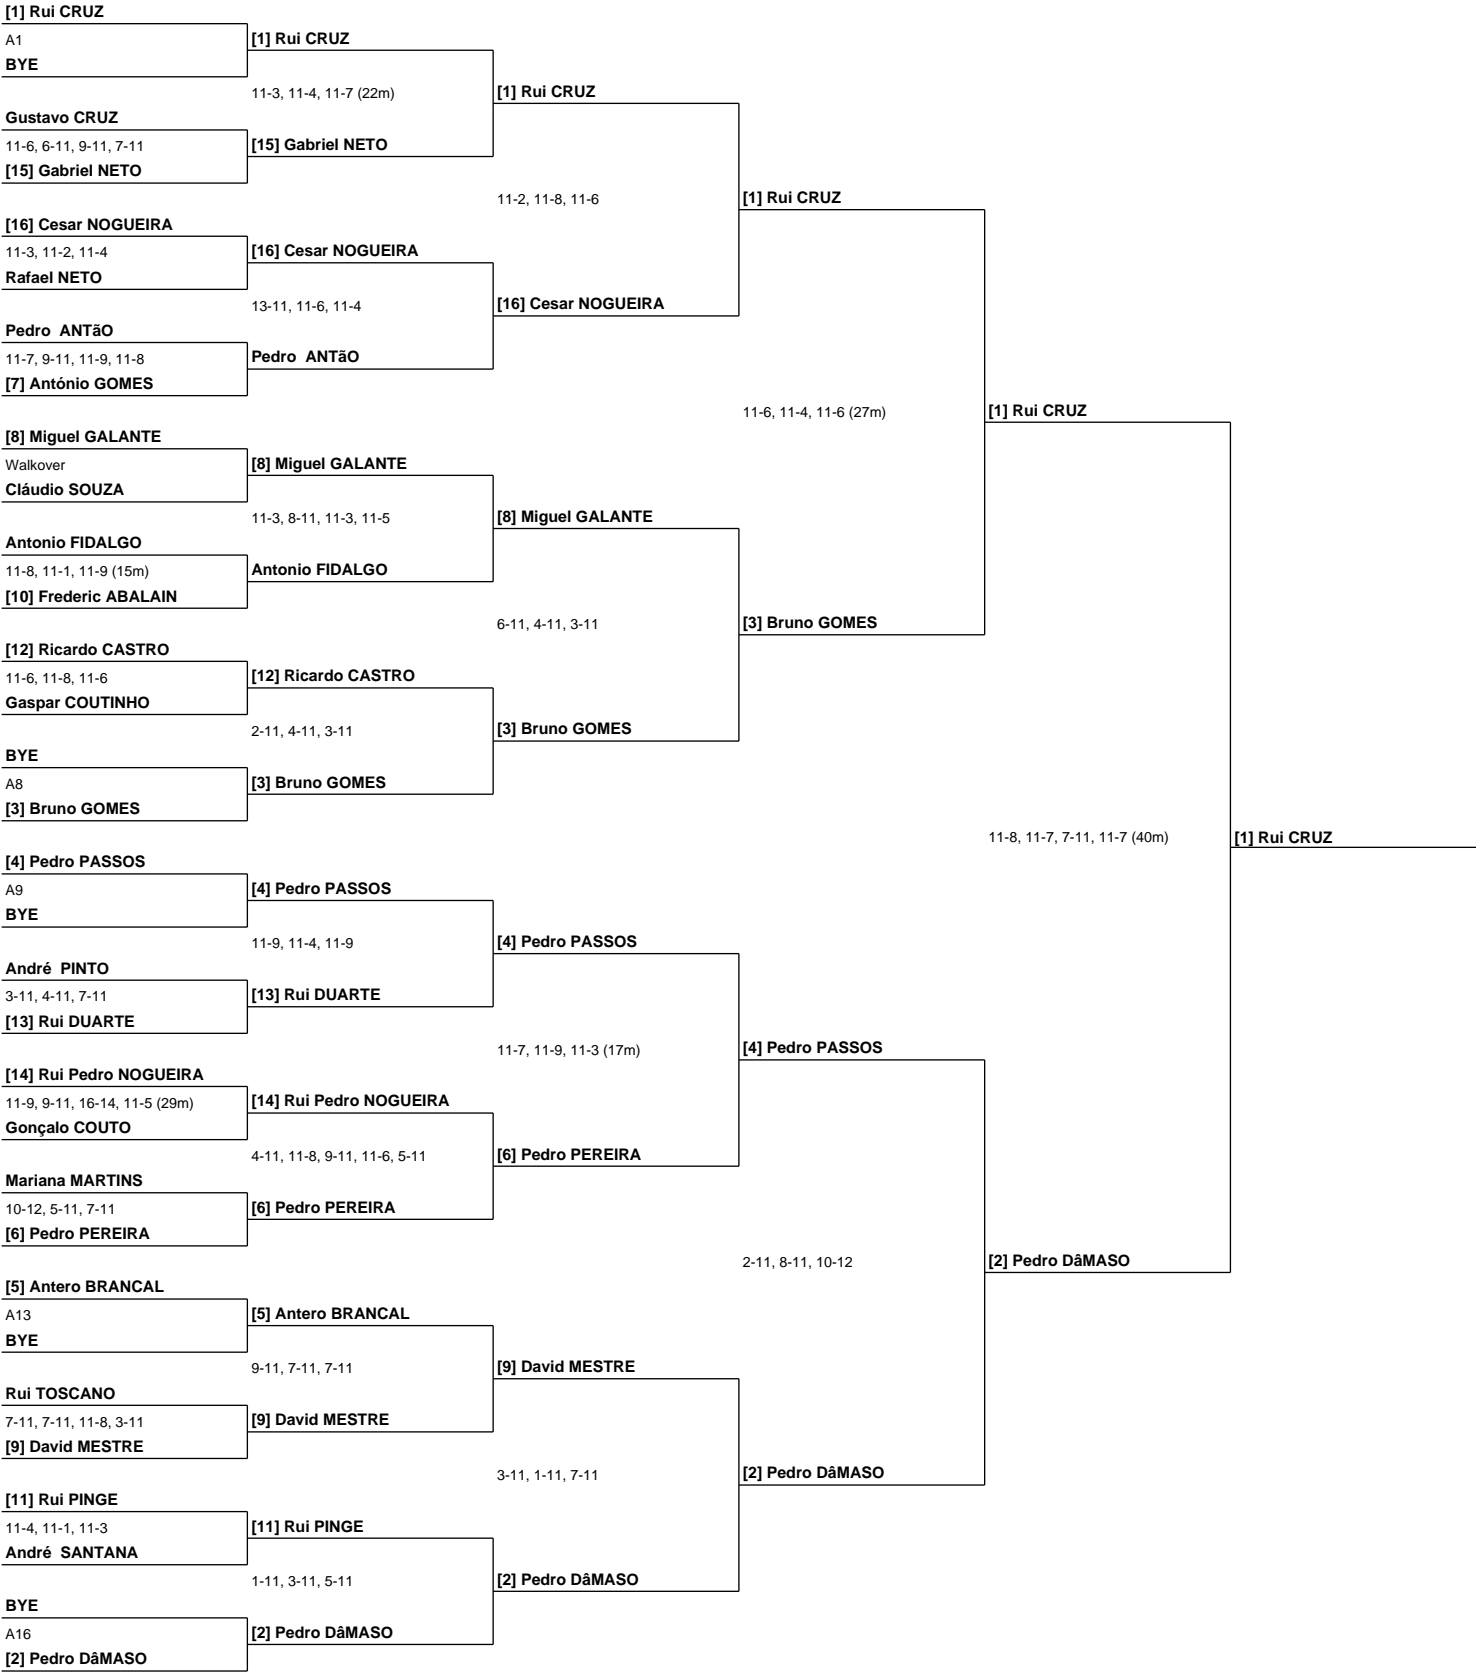 [1] Rui CRUZ
A1
BYE
Gustavo CRUZ
11-6, 6-11, 9-11, 7-11
[15] Gabriel NETO
[16] Cesar NOGUEIRA
11-3, 11-2, 11-4
Rafael NETO
Pedro ANTãO
11-7, 9-11, 11-9, 11-8
[7] António GOMES
[8] Miguel GALANTE
Walkover
Cláudio SOUZA
Antonio FIDALGO
11-8, 11-1, 11-9 (15m)
[10] Frederic ABALAIN
[12] Ricardo CASTRO
11-6, 11-8, 11-6
Gaspar COUTINHO
BYE
A8
[3] Bruno GOMES
[4] Pedro PASSOS
A9
BYE
André PINTO
3-11, 4-11, 7-11
[13] Rui DUARTE
[14] Rui Pedro NOGUEIRA
11-9, 9-11, 16-14, 11-5 (29m)
Gonçalo COUTO
Mariana MARTINS
10-12, 5-11, 7-11
[6] Pedro PEREIRA
[5] Antero BRANCAL
A13
BYE
Rui TOSCANO
7-11, 7-11, 11-8, 3-11
[9] David MESTRE
[11] Rui PINGE
11-4, 11-1, 11-3
André SANTANA
BYE
A16
[2] Pedro DâMASO
[1] Rui CRUZ
11-3, 11-4, 11-7 (22m)
[15] Gabriel NETO
[16] Cesar NOGUEIRA
13-11, 11-6, 11-4
Pedro ANTãO
[8] Miguel GALANTE
11-3, 8-11, 11-3, 11-5
Antonio FIDALGO
[12] Ricardo CASTRO
2-11, 4-11, 3-11
[3] Bruno GOMES
[4] Pedro PASSOS
11-9, 11-4, 11-9
[13] Rui DUARTE
[14] Rui Pedro NOGUEIRA
4-11, 11-8, 9-11, 11-6, 5-11
[6] Pedro PEREIRA
[5] Antero BRANCAL
9-11, 7-11, 7-11
[9] David MESTRE
[11] Rui PINGE
1-11, 3-11, 5-11
[2] Pedro DâMASO
[1] Rui CRUZ
11-2, 11-8, 11-6
[16] Cesar NOGUEIRA
[8] Miguel GALANTE
6-11, 4-11, 3-11
[3] Bruno GOMES
[4] Pedro PASSOS
11-7, 11-9, 11-3 (17m)
[6] Pedro PEREIRA
[9] David MESTRE
3-11, 1-11, 7-11
[2] Pedro DâMASO
[1] Rui CRUZ
11-6, 11-4, 11-6 (27m)
[3] Bruno GOMES
[4] Pedro PASSOS
2-11, 8-11, 10-12
[2] Pedro DâMASO
[1] Rui CRUZ
11-8, 11-7, 7-11, 11-7 (40m)
[2] Pedro DâMASO
[1] Rui CRUZ